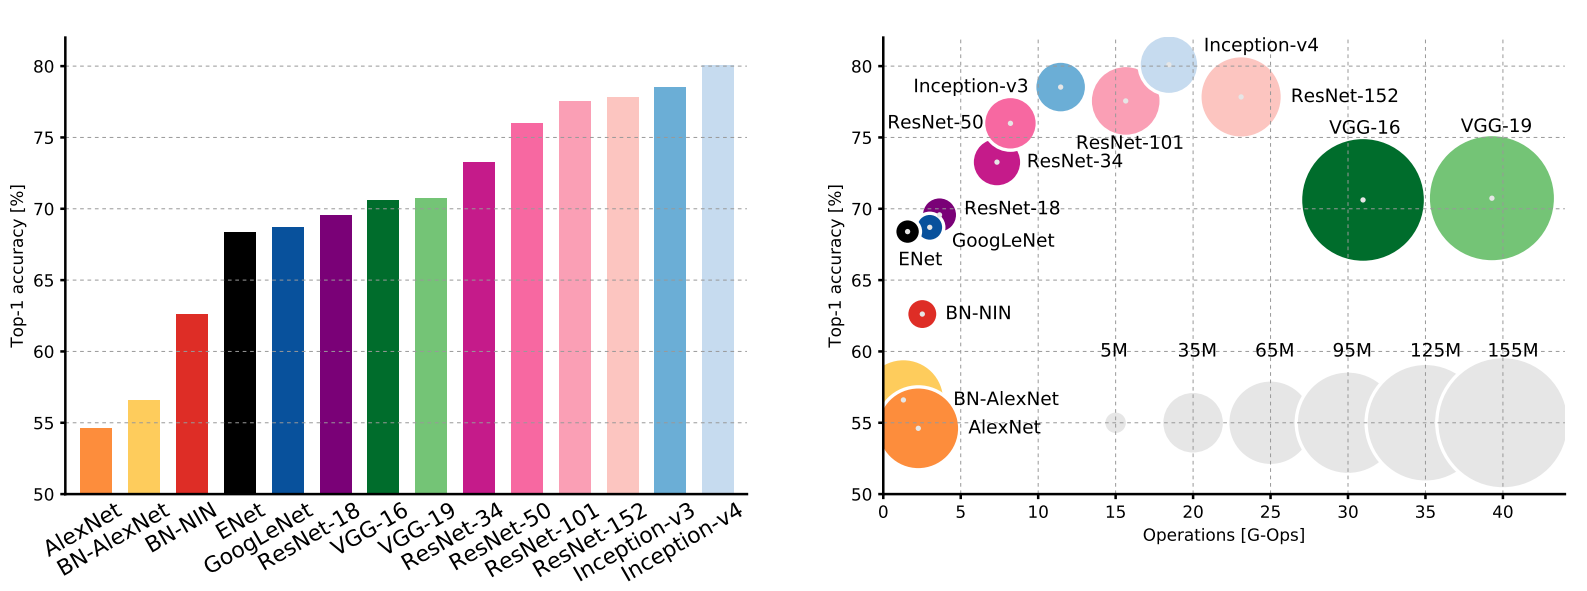 80
75
70
65
60
55
50
Top-1 accuracy [%]
AlexNet
BN-AlexNet
BN-NIN
ENet
GoogLeNet
ResNet-18
VGG-16
VGG-19
ResNet-34
ResNet-50
ResNet-101
ResNet-152
Inception-v3
Inception-v4
80
75
70
65
60
55
50
Top-1 accuracy [%]
Inception-v4
Inception-v3
ResNet-152
ResNet-50
VGG-16
VGG-19
ResNet-101
ResNet-34
ResNet-18
GoogLeNet
ENet
BN-NIN
5M 35M 65M 95M 125M 155M
BN-AlexNet
AlexNet
0 5 10 15 20 25 30 35 40
Operations [G-Ops]